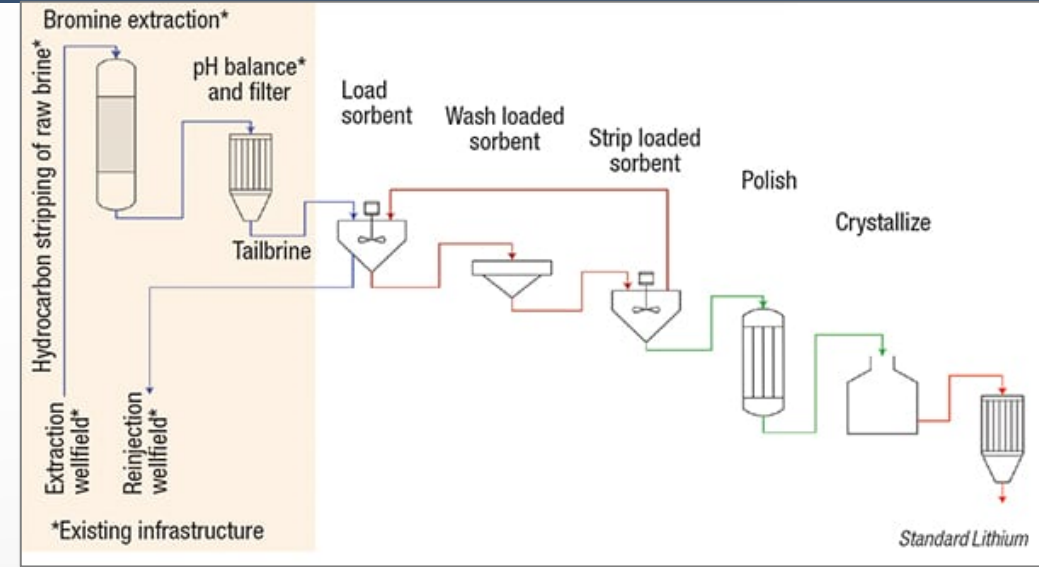 Bromine extraction*
Hydrocarbon stripping of raw brine*
pH balance*
and filter
Load
sorbent
Wash loaded
sorbent
Strip loaded
sorbent
Polish
Crystallize
Tailbrine
Extraction
wellfield*
Reinjection
wellfield*
*Existing infrastructure
Standard Lithium